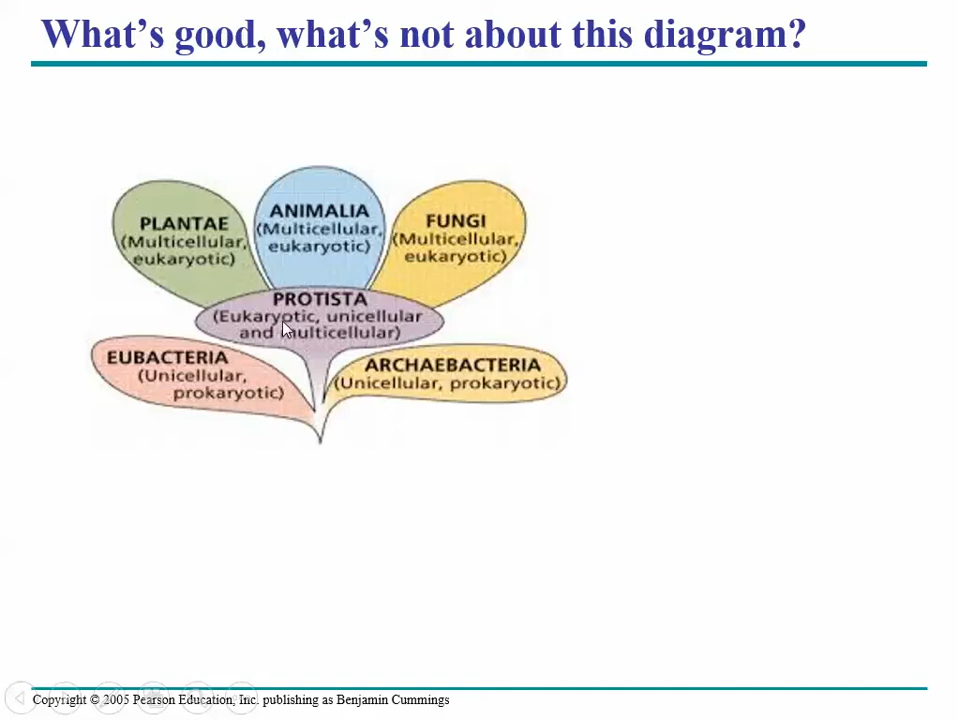 What's good, what's not about this diagram?
PLANTAE
(Multicellular,
eukaryotic)
ANIMALIA
(Multicellular,
eukaryotic)
FUNGI
(Multicellular,
eukaryotic)
PROTISTA
(Eukaryotic, unicellular
and multicellular)
EUBACTERIA
(Unicellular,
prokaryotic)
ARCHAEBACTERIA
(Unicellular, prokaryotic)
Copyright © 2005 Pearson Education, Inc. publishing as Benjamin Cummings